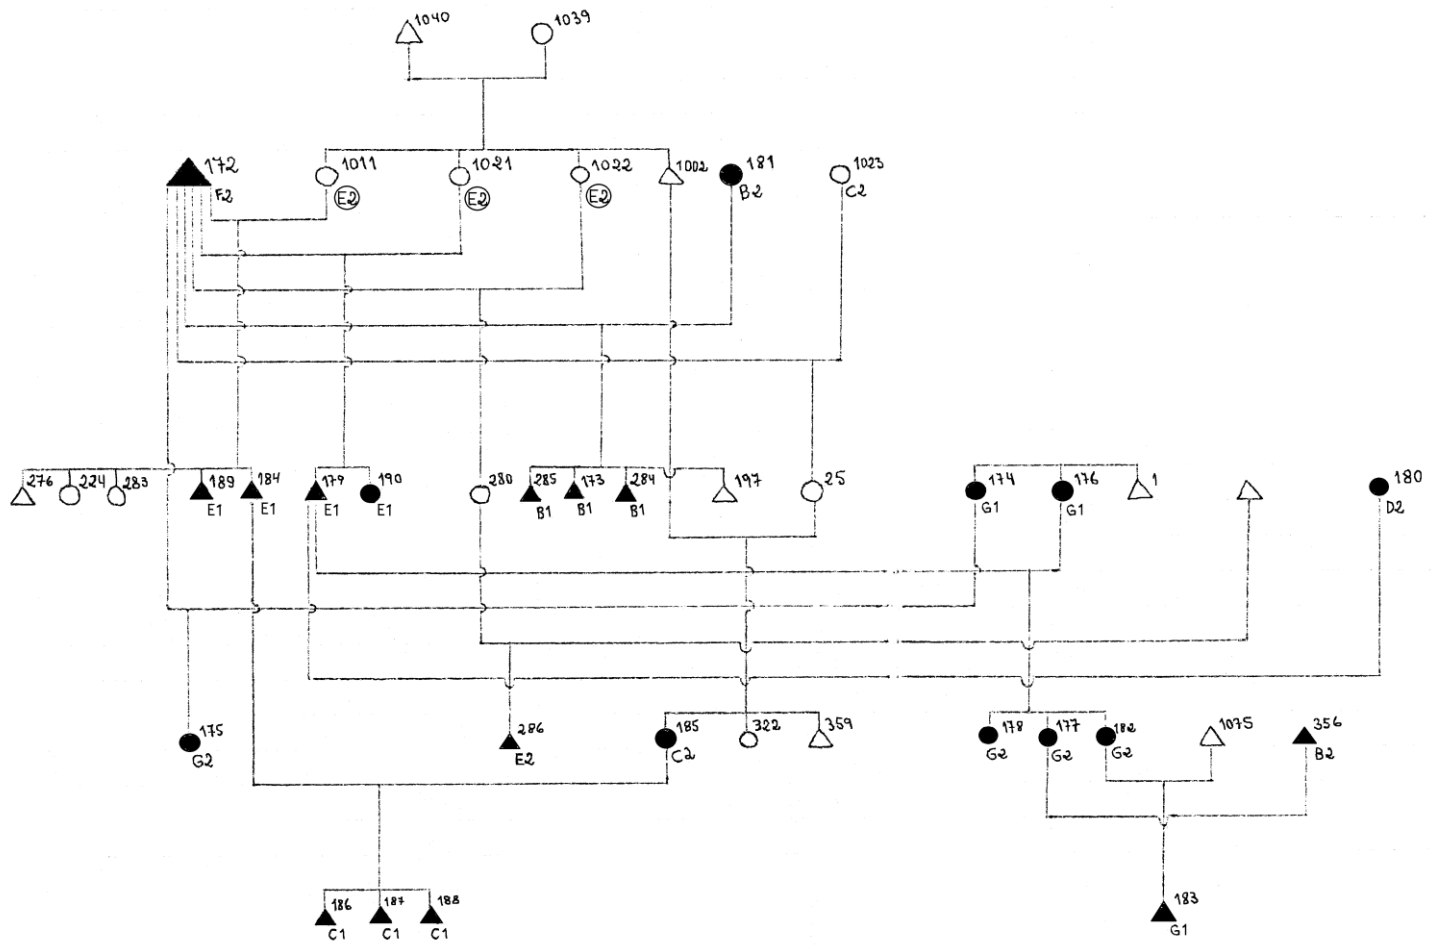 1040 1039
172 1011 1021 1022 1002 181 1023
F2 E2 E2 E2 B2 C2
276 224 283 189 184 179 190 280 285 173 284 197 25 174 176 1 180
E1 E1 E1 E1 B1 B1 B1 G1 G1 D2
175 286 185 322 359 178 177 182 1075 356
G2 E2 C2 G2 G2 G2 B2
186 187 188 183
C1 C1 C1 G1